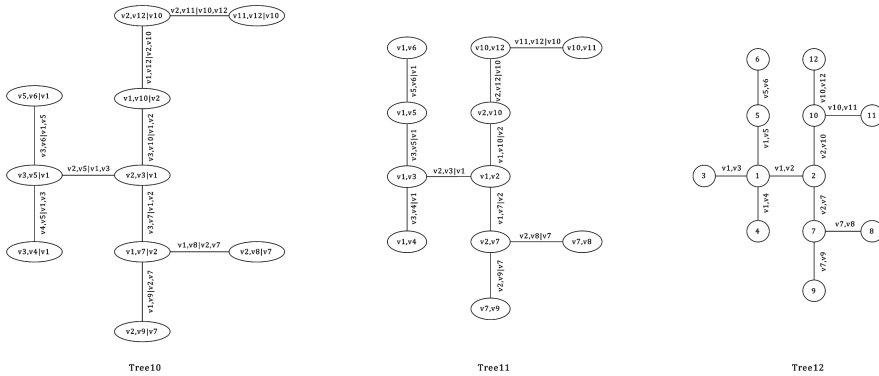 v2,v12|v10
v2,v11|v10,v12
v11,v12|v10
v1,v12|v2,v10
v1,v10|v2
v3,v10|v1,v2
v5,v6|v1
v3,v6|v1,v5
v3,v5|v1
v2,v5|v1,v3
v2,v3|v1
v4,v5|v1,v3
v3,v7|v1,v2
v3,v4|v1
v1,v7|v2
v1,v8|v2,v7
v2,v8|v7
v1,v9|v2,v7
v2,v9|v7
Tree10
v1,v6
v10,v12
v11,v12|v10
v10,v11
v5,v6|v1
v2,v12|v10
v1,v5
v2,v10
v3,v5|v1
v1,v10|v2
v1,v3
v2,v3|v1
v1,v2
v3,v4|v1
v1,v7|v2
v1,v4
v2,v7
v2,v8|v7
v7,v8
v2,v9|v7
v7,v9
Tree11
6
12
v5,v6
v10,v12
5
10
v10,v11
11
v1,v5
v2,v10
3
v1,v3
1
v1,v2
2
v1,v4
v2,v7
4
7
v7,v8
8
v7,v9
9
Tree12